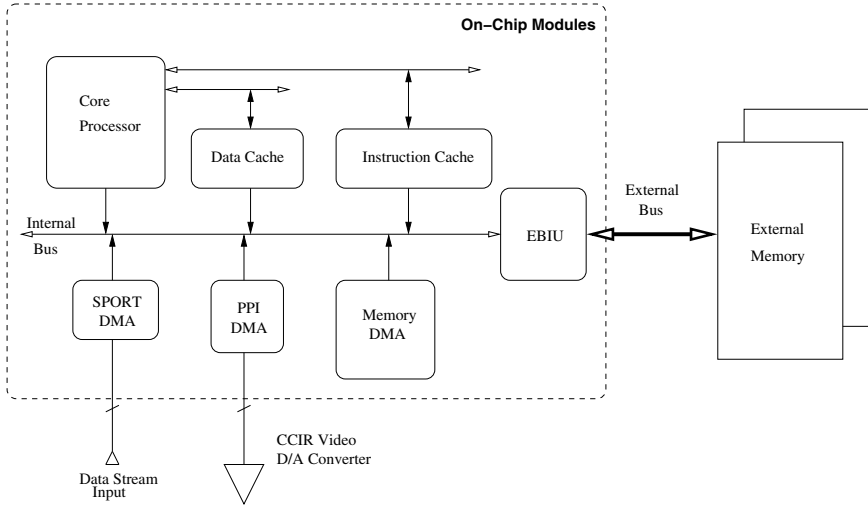 On-Chip Modules
Core
Processor
Data Cache
Instruction Cache
Internal
Bus
EBIU
External
Bus
External
Memory
SPORT
DMA
PPI
DMA
Memory
DMA
CCIR Video
D/A Converter
Data Stream
Input